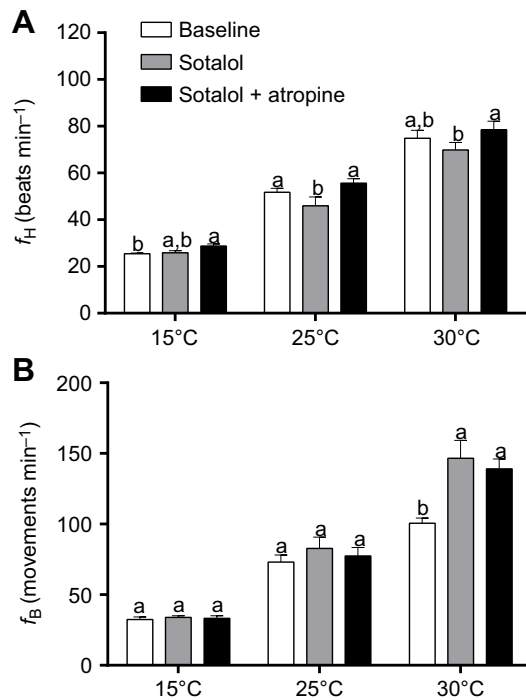 A
120
100
80
60
40
20
0
fH (beats min–1)
Baseline
Sotalol
Sotalol + atropine
b a,b a
a b a
a,b b a
15°C 25°C 30°C
B
200
150
100
50
0
fB (movements min–1)
a a a
a a a
b a a
15°C 25°C 30°C